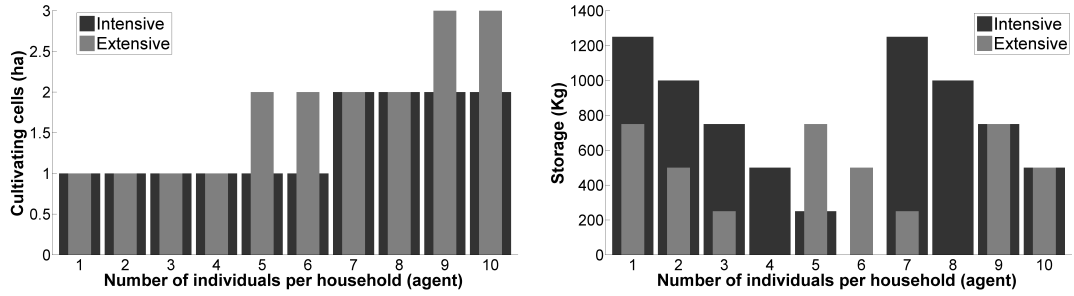 Intensive
Extensive
Cultivating cells (ha)
3
2.5
2
1.5
1
0.5
0
1 2 3 4 5 6 7 8 9 10
Number of individuals per household (agent)
Intensive
Extensive
Storage (Kg)
1400
1200
1000
800
600
400
200
0
1 2 3 4 5 6 7 8 9 10
Number of individuals per household (agent)